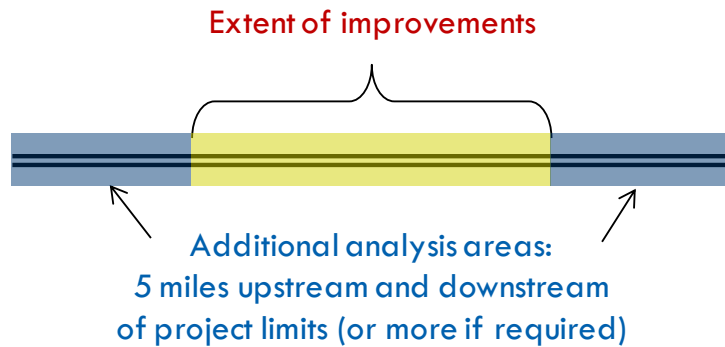 Extent of improvements
Additional analysis areas:
5 miles upstream and downstream
of project limits (or more if required)